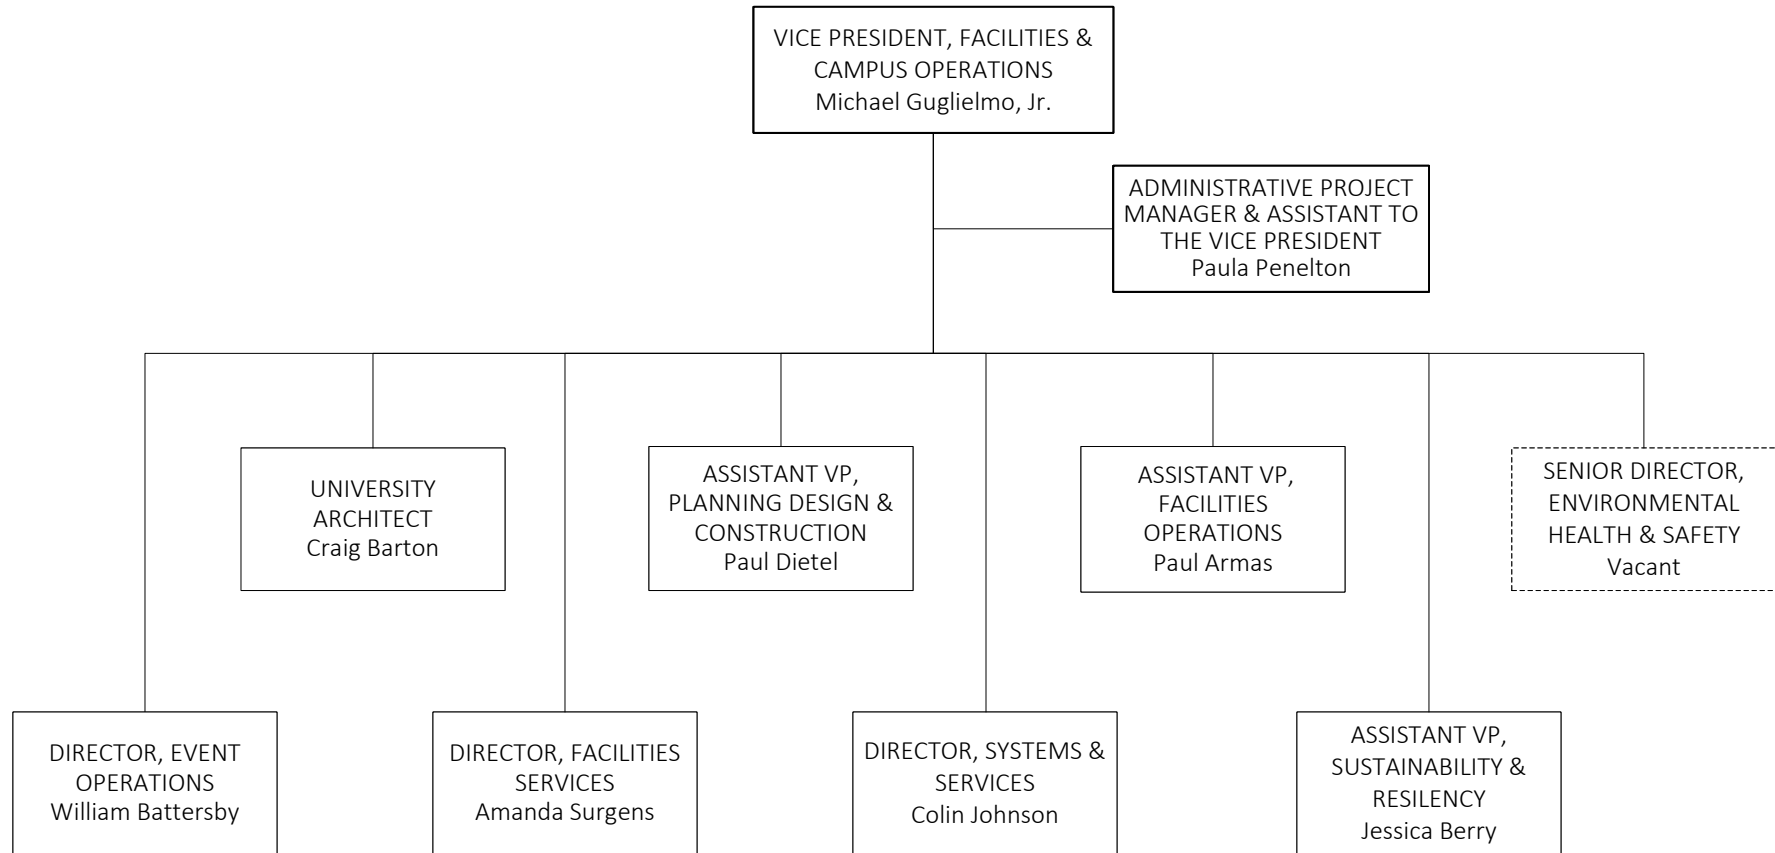 VICE PRESIDENT, FACILITIES &
CAMPUS OPERATIONS
Michael Guglielmo, Jr.
ADMINISTRATIVE PROJECT
MANAGER & ASSISTANT TO
THE VICE PRESIDENT
Paula Penelton
UNIVERSITY
ARCHITECT
Craig Barton
ASSISTANT VP,
PLANNING DESIGN &
CONSTRUCTION
Paul Dietel
ASSISTANT VP,
FACILITIES
OPERATIONS
Paul Armas
SENIOR DIRECTOR,
ENVIRONMENTAL
HEALTH & SAFETY
Vacant
DIRECTOR, EVENT
OPERATIONS
William Battersby
DIRECTOR, FACILITIES
SERVICES
Amanda Surgens
DIRECTOR, SYSTEMS &
SERVICES
Colin Johnson
ASSISTANT VP,
SUSTAINABILITY &
RESILENCY
Jessica Berry